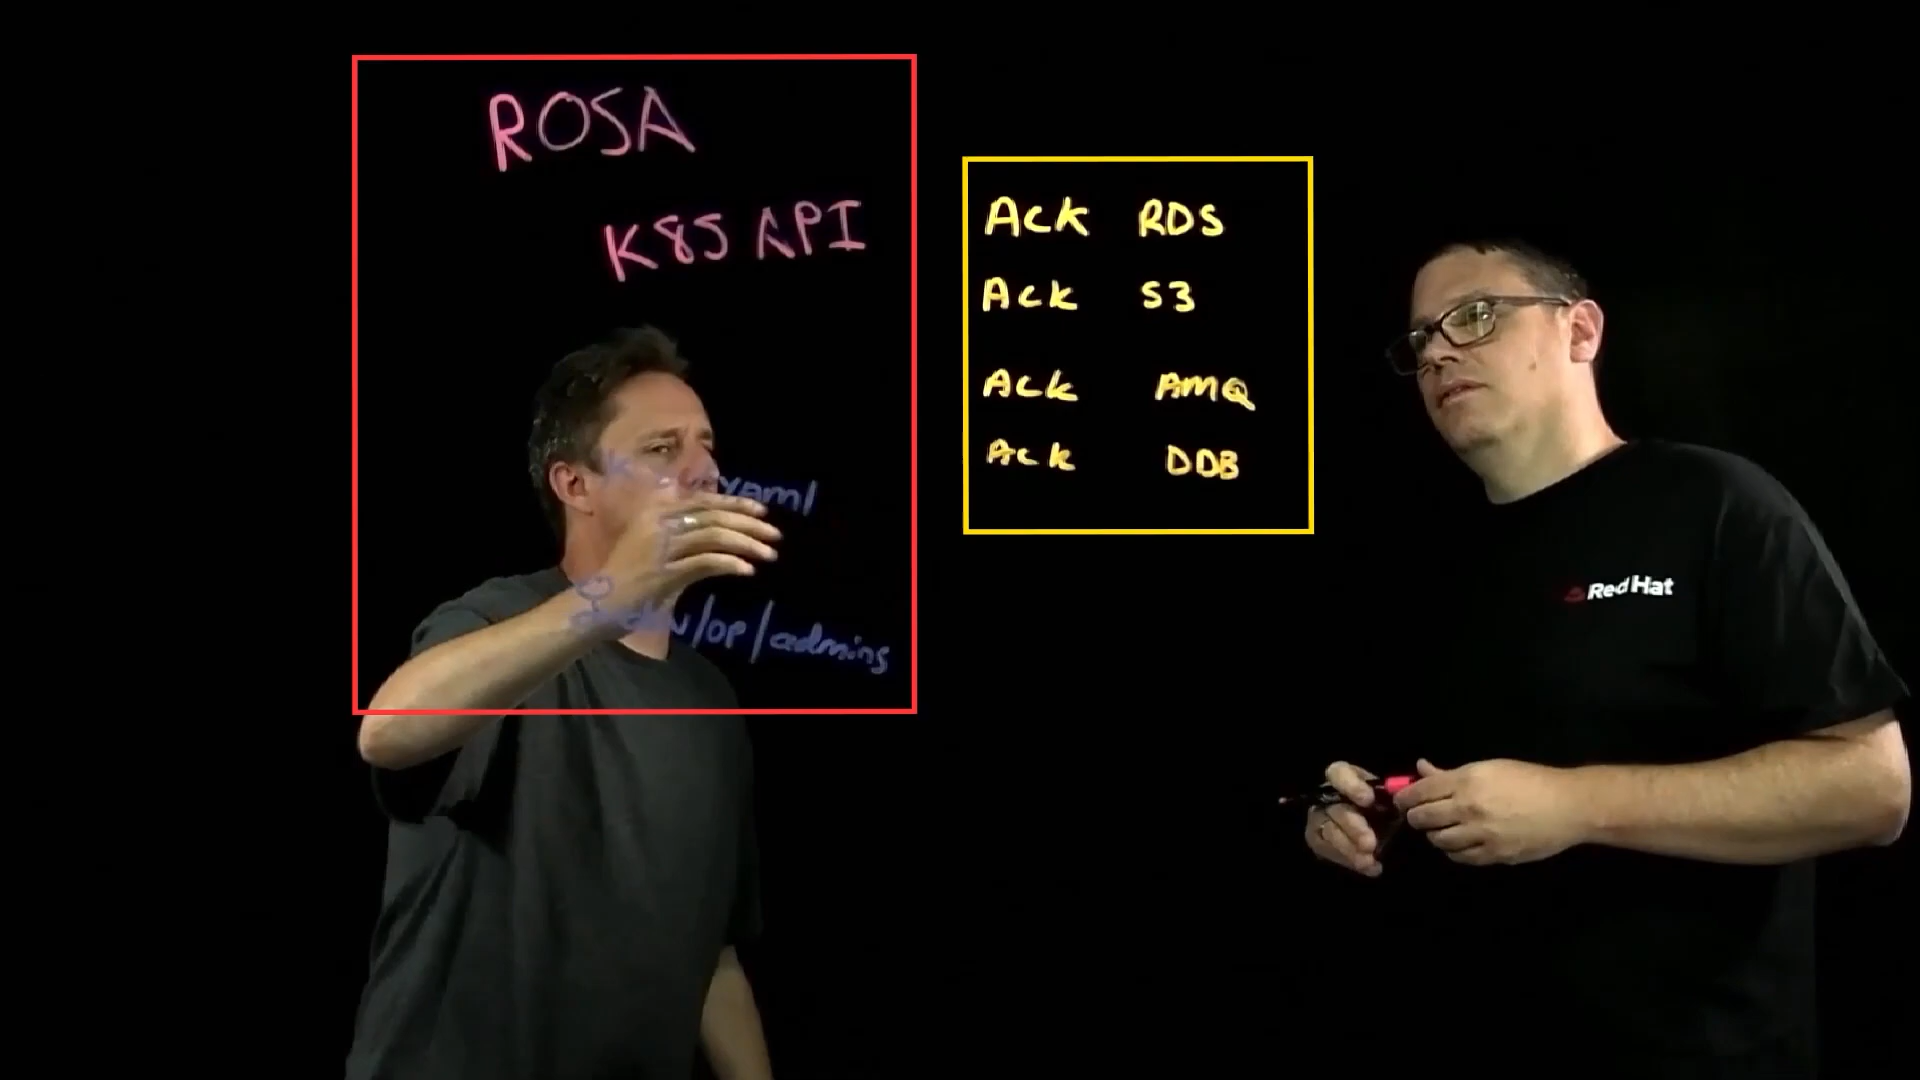 ROSA
K8S API
yaml
/op/admins
Ack RDS
Ack S3
Ack AMQ
Ack DDB
Red Hat